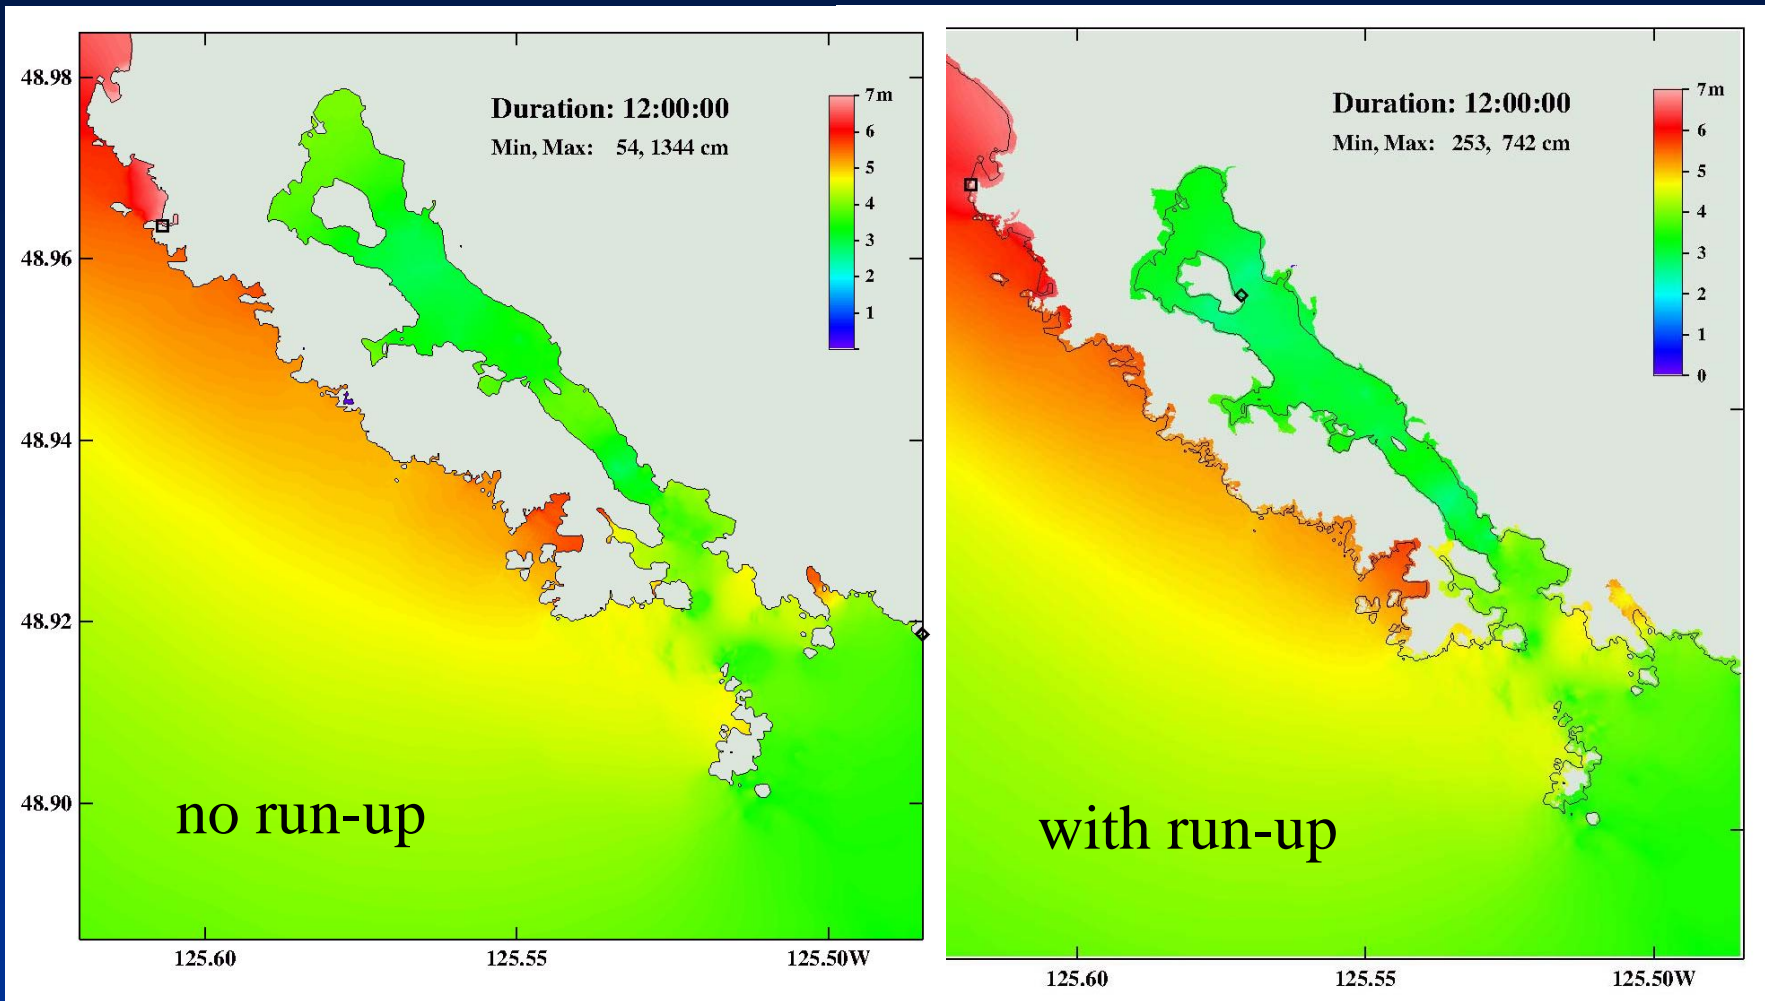 Duration: 12:00:00
Min, Max: 54, 1344 cm
7m
6
5
4
3
2
1
48.98
48.96
48.94
48.92
48.90
no run-up
125.60
125.55
125.50W
Duration: 12:00:00
Min, Max: 253, 742 cm
7m
6
5
4
3
2
1
0
with run-up
125.60
125.55
125.50W